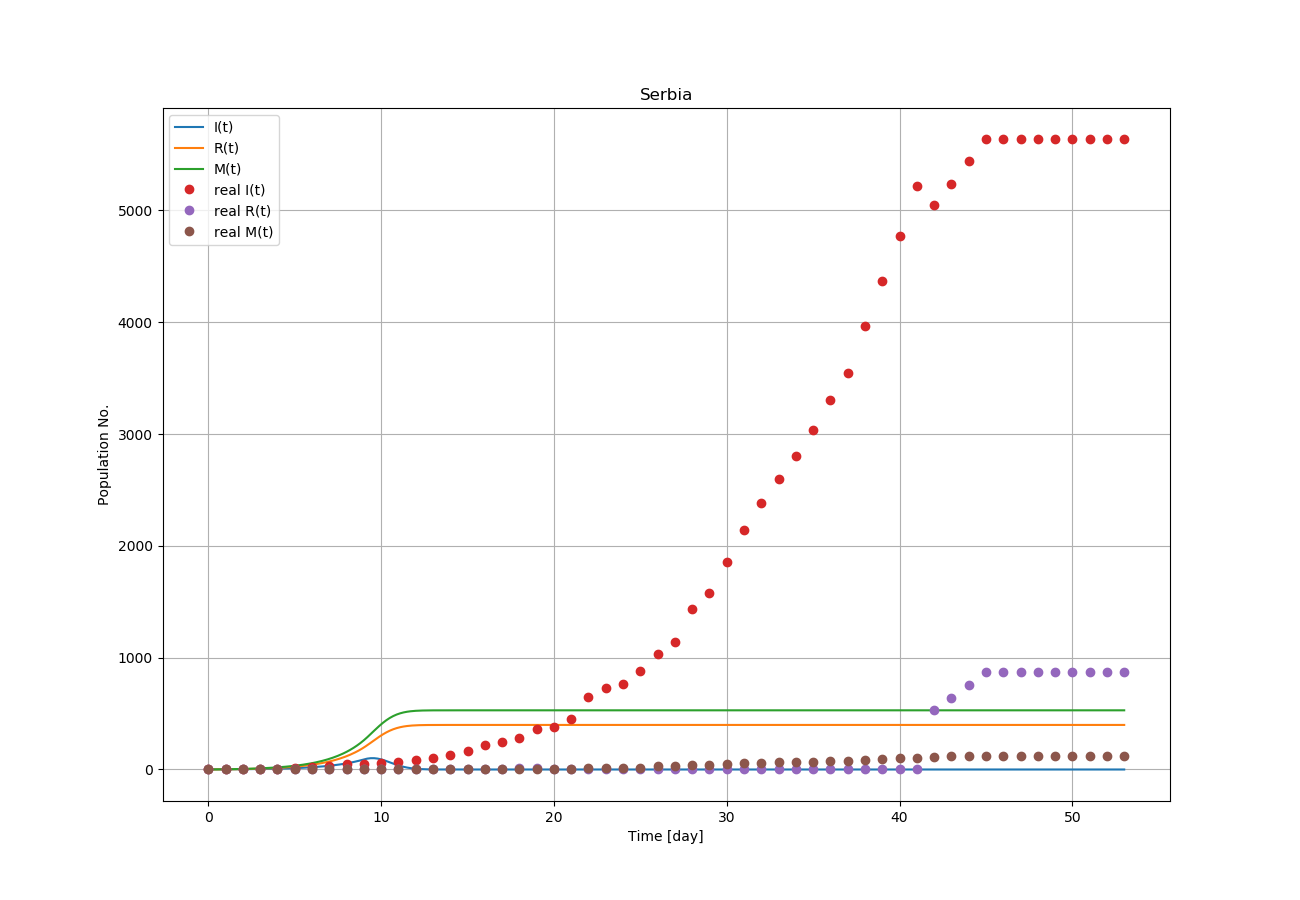 Serbia
I(t)
R(t)
M(t)
real I(t)
real R(t)
real M(t)
5000
4000
3000
2000
1000
0
Population No.
0 10 20 30 40 50
Time [day]